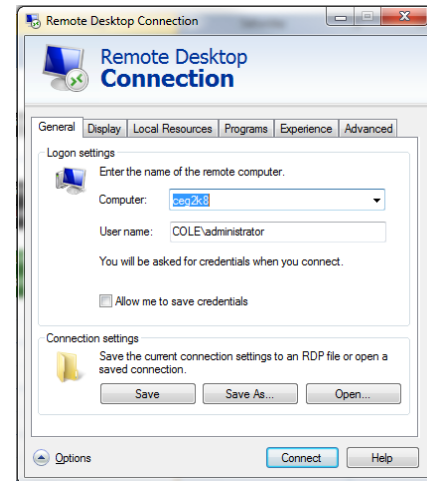 Remote Desktop Connection
Remote Desktop
Connection
General Display Local Resources Programs Experience Advanced
Logon settings
Enter the name of the remote computer.
Computer: ceg2k8
User name: COLE\administrator
You will be asked for credentials when you connect.
Allow me to save credentials
Connection settings
Save the current connection settings to an RDP file or open a
saved connection.
Save Save As... Open...
Options Connect Help